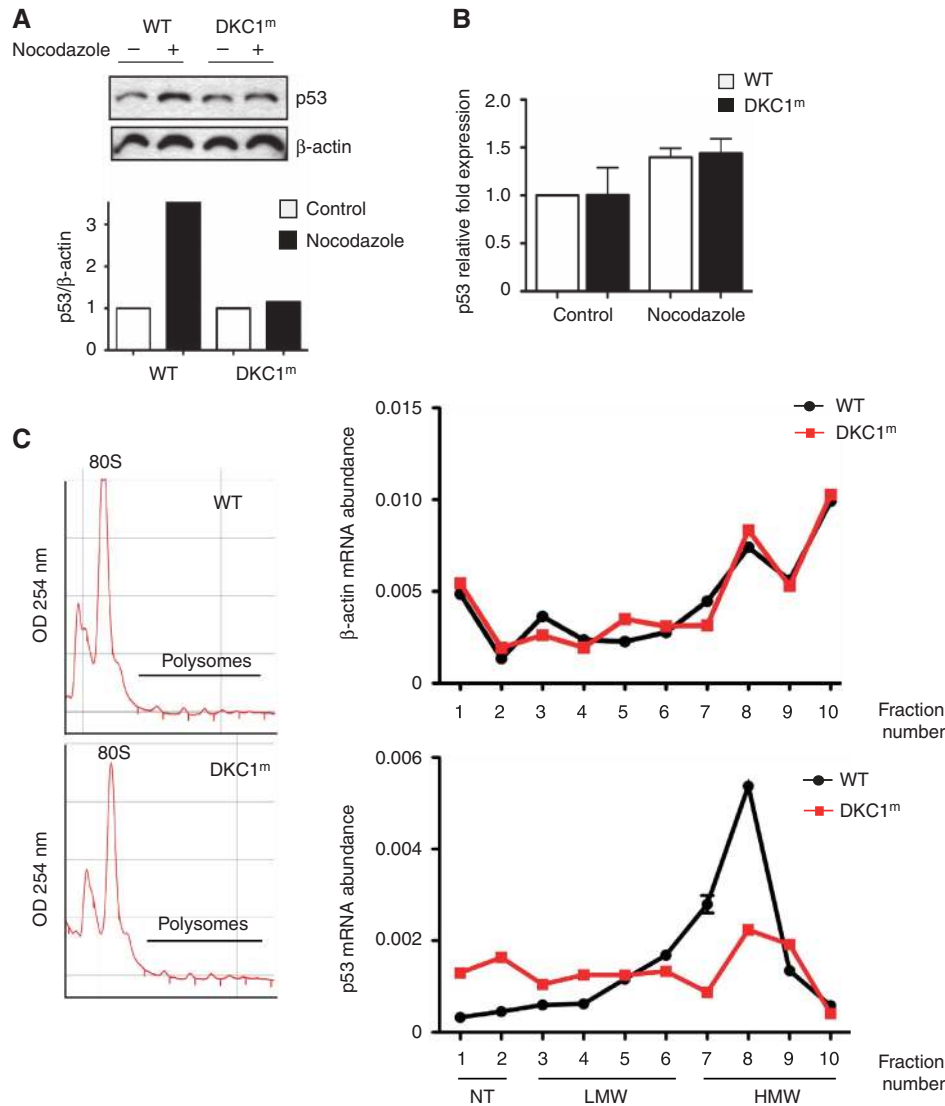 A
WT DKC1ᵐ
Nocodazole − + − +
p53
β-actin
p53/β-actin
3
2
1
0
Control
Nocodazole
WT DKC1ᵐ
B
WT
DKC1ᵐ
p53 relative fold expression
2.0
1.5
1.0
0.5
0.0
Control Nocodazole
C
80S
WT
OD 254 nm
Polysomes
80S
DKC1ᵐ
OD 254 nm
Polysomes
WT
DKC1ᵐ
β-actin mRNA abundance
0.015
0.010
0.005
0
1 2 3 4 5 6 7 8 9 10
Fraction
number
WT
DKC1ᵐ
p53 mRNA abundance
0.006
0.004
0.002
0
1 2 3 4 5 6 7 8 9 10
Fraction
number
NT LMW HMW